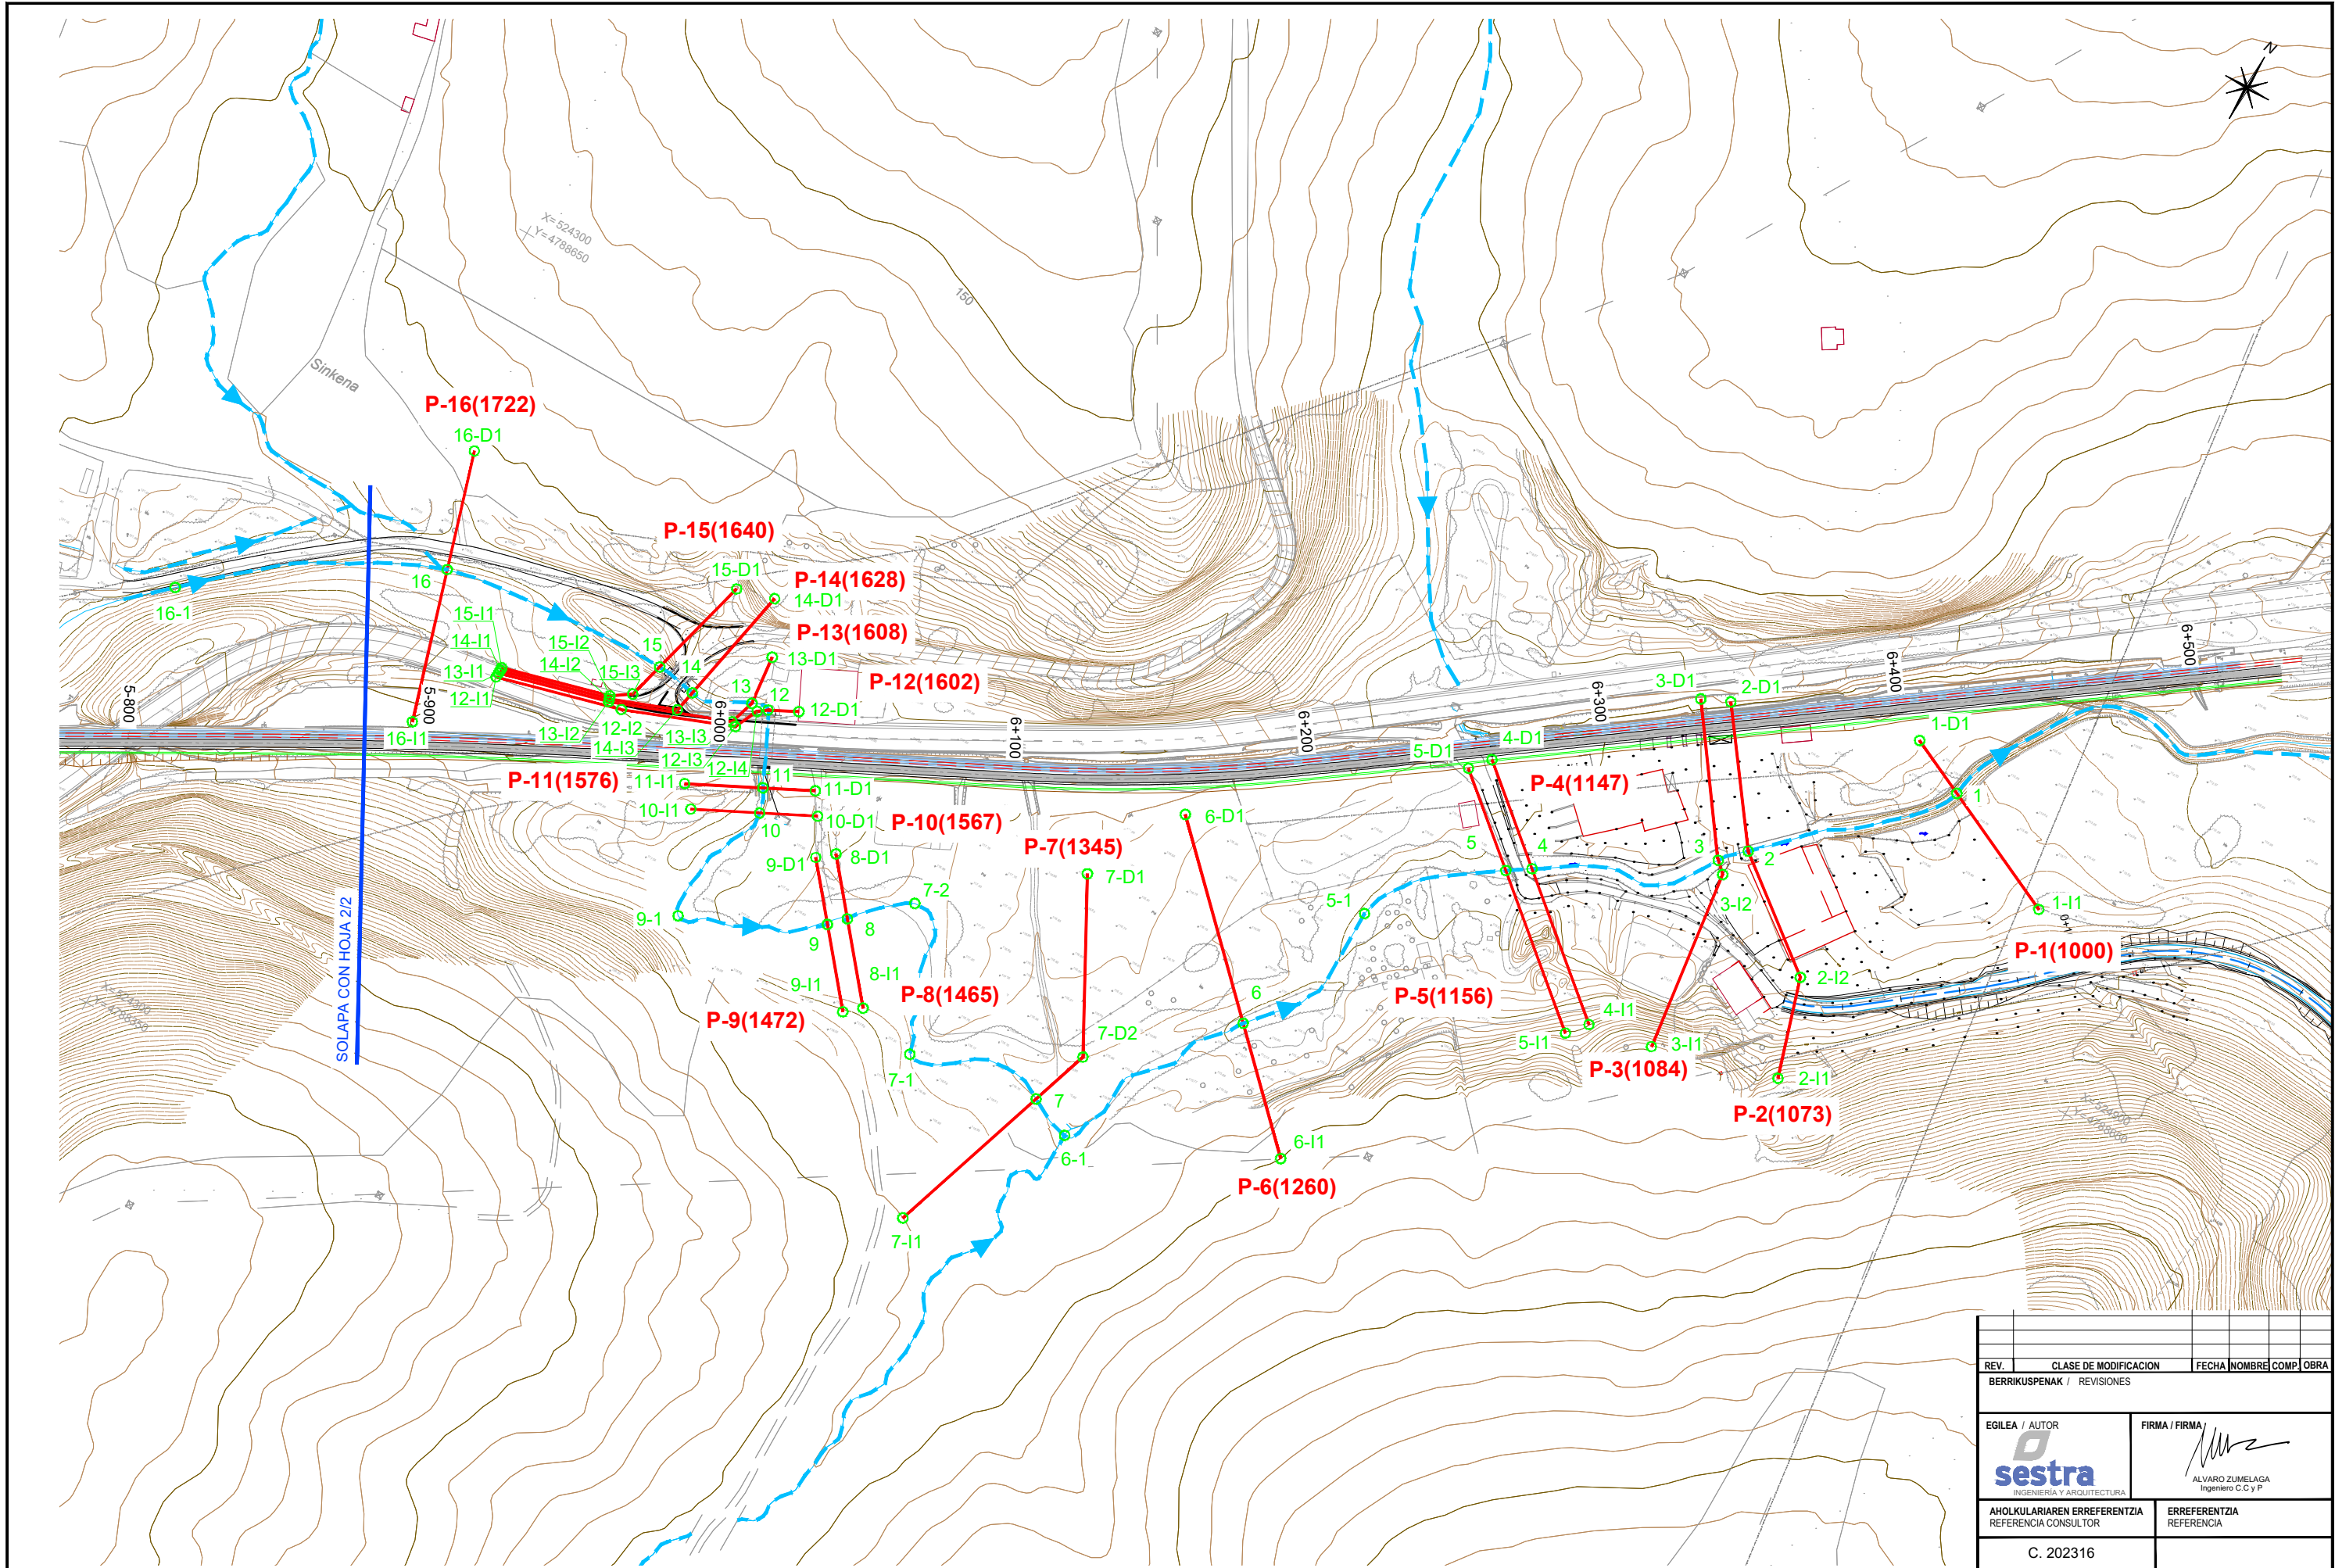 N
X=524300
Y=4788650
150
Sinkena
P-16(1722)
16-D1
P-15(1640)
15-D1
P-14(1628)
14-D1
P-13(1608)
13-D1
P-12(1602)
12-D1
16
16-1
15-I1
14-I1
13-I1
12-I1
15-I2
14-I2
15-I3
15
14
13
12
13-I2
12-I2
14-I3
13-I3
12-I3
12-I4
16-I1
5-800
5-900
6+000
6+100
6+200
6+300
6+400
6+500
P-11(1576)
11-I1
11
11-D1
10-I1
10
10-D1
P-10(1567)
9-D1
8-D1
P-7(1345)
7-D1
6-D1
5-D1
4-D1
P-4(1147)
3-D1
2-D1
1-D1
1
5
4
3
2
3-I2
1-I1
0+1
P-1(1000)
9-1
9
8
7-2
5-1
9-I1
8-I1
P-9(1472)
P-8(1465)
7-1
7-D2
7
6
6-1
7-I1
6-I1
P-6(1260)
P-5(1156)
5-I1
4-I1
3-I1
P-3(1084)
2-I2
2-I1
P-2(1073)
SOLAPA CON HOJA 2/2
X=524300
Y=4788350
X=524900
Y=4788600
REV. CLASE DE MODIFICACION FECHA NOMBRE COMP. OBRA
BERRIKUSPENAK / REVISIONES
EGILEA / AUTOR
FIRMA / FIRMA
sestra
INGENIERÍA Y ARQUITECTURA
ALVARO ZUMELAGA
Ingeniero C.C y P
AHOLKULARIAREN ERREFERENTZIA
REFERENCIA CONSULTOR
ERREFERENTZIA
REFERENCIA
C. 202316